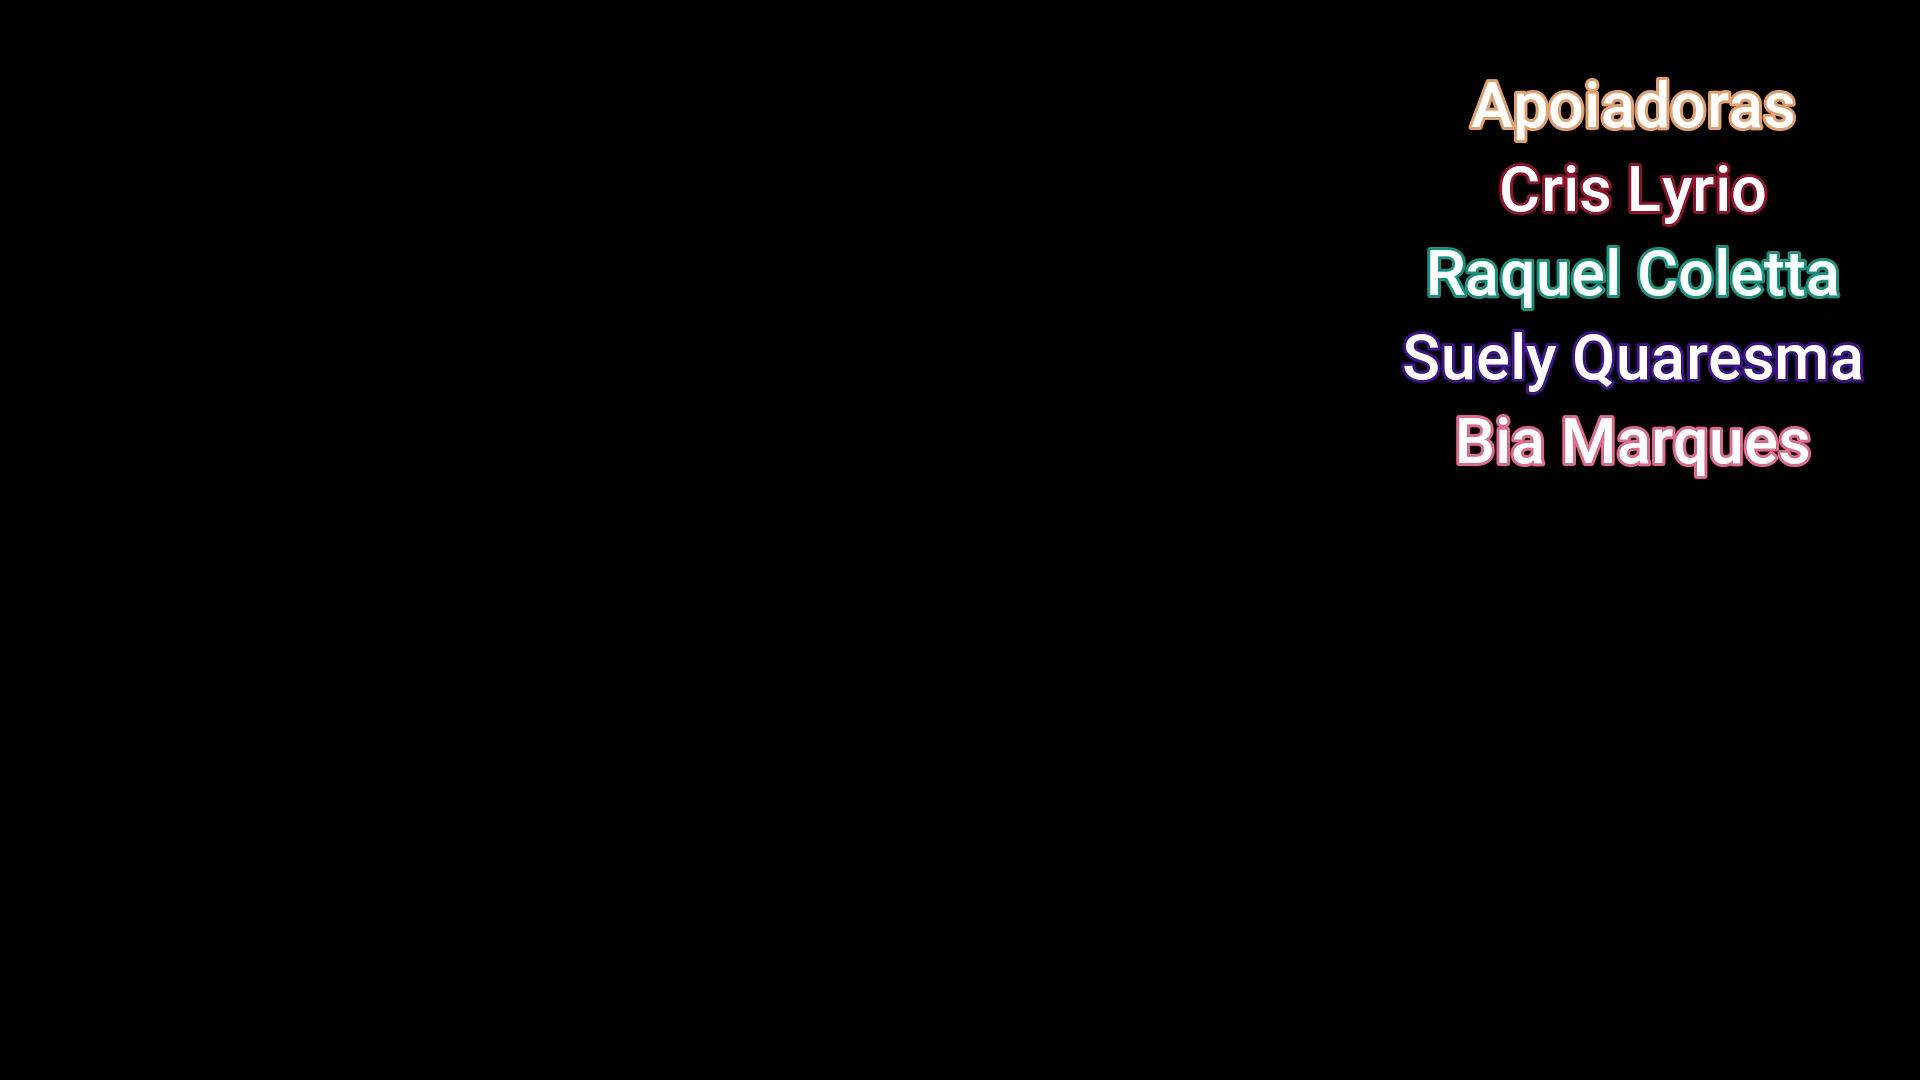 Apoiadoras
Cris Lyrio
Raquel Coletta
Suely Quaresma
Bia Marques